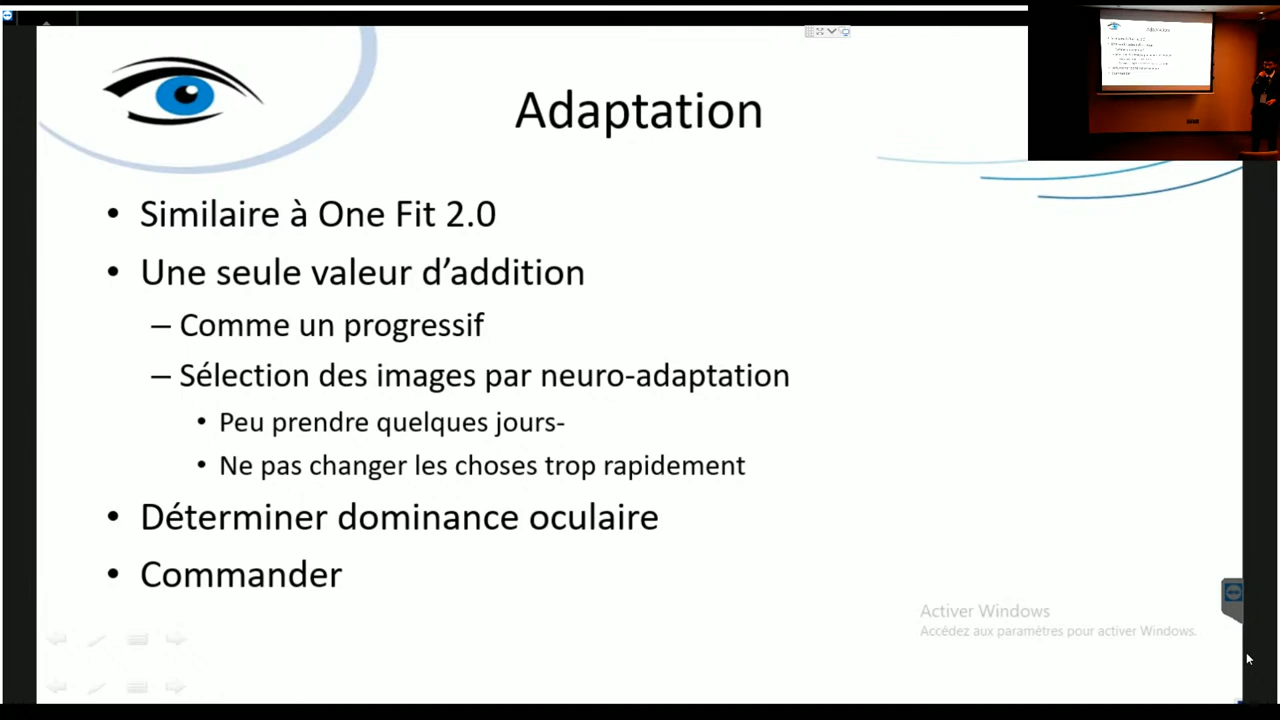 Adaptation
• Similaire à One Fit 2.0
• Une seule valeur d’addition
– Comme un progressif
– Sélection des images par neuro-adaptation
• Peu prendre quelques jours-
• Ne pas changer les choses trop rapidement
• Déterminer dominance oculaire
• Commander
Activer Windows
Accédez aux paramètres pour activer Windows.
Adaptation